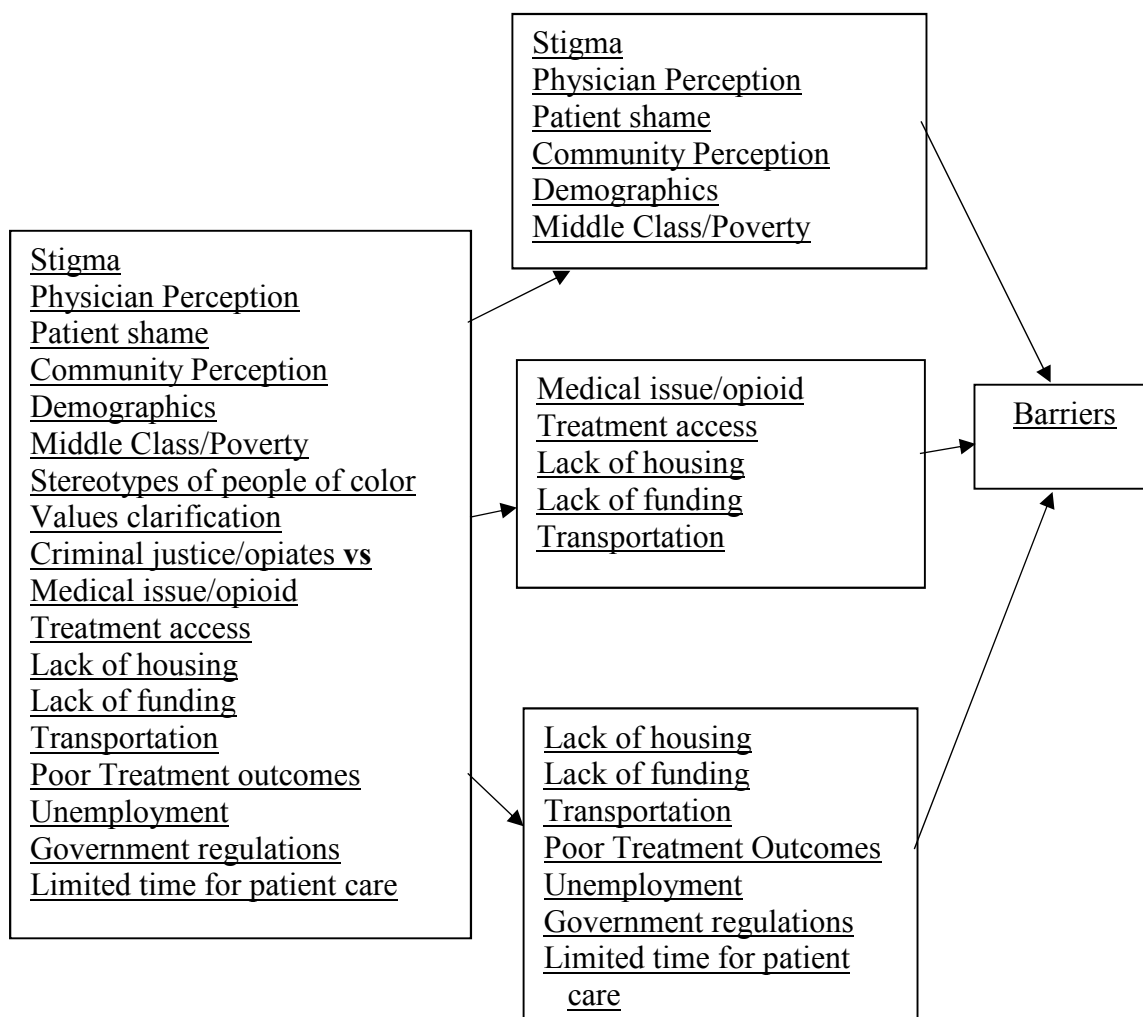 Stigma
Physician Perception
Patient shame
Community Perception
Demographics
Middle Class/Poverty
Stereotypes of people of color
Values clarification
Criminal justice/opiates vs
Medical issue/opioid
Treatment access
Lack of housing
Lack of funding
Transportation
Poor Treatment outcomes
Unemployment
Government regulations
Limited time for patient care
Stigma
Physician Perception
Patient shame
Community Perception
Demographics
Middle Class/Poverty
Medical issue/opioid
Treatment access
Lack of housing
Lack of funding
Transportation
Lack of housing
Lack of funding
Transportation
Poor Treatment Outcomes
Unemployment
Government regulations
Limited time for patient
care
Barriers